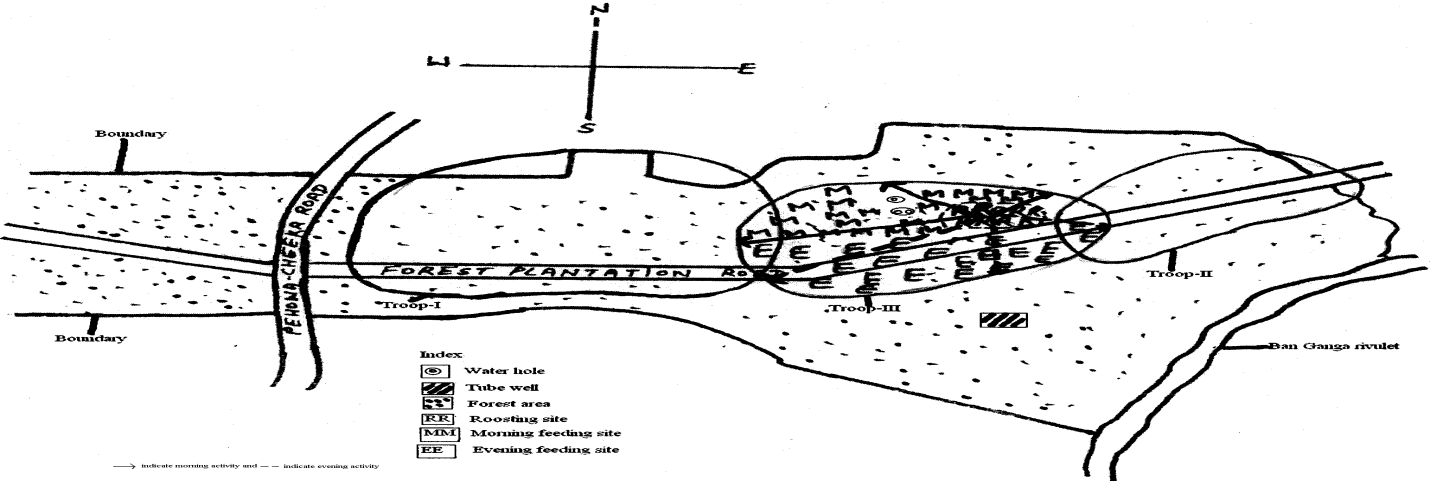 N
W
E
S
Boundary
PEHONA-CHEEKA ROAD
FOREST PLANTATION RO
Troop-I
Troop-II
Troop-III
Boundary
Ban Ganga rivulet
Index
Water hole
Tube well
Forest area
RR Roosting site
MM Morning feeding site
EE Evening feeding site
indicate morning activity and -- indicate evening activity